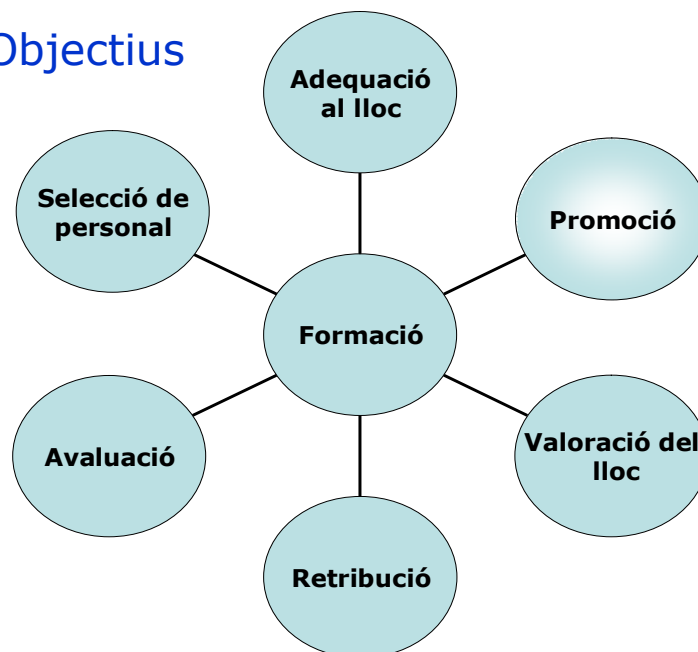 Objectius
Adequació
al lloc
Selecció de
personal
Promoció
Formació
Avaluació
Valoració del
lloc
Retribució